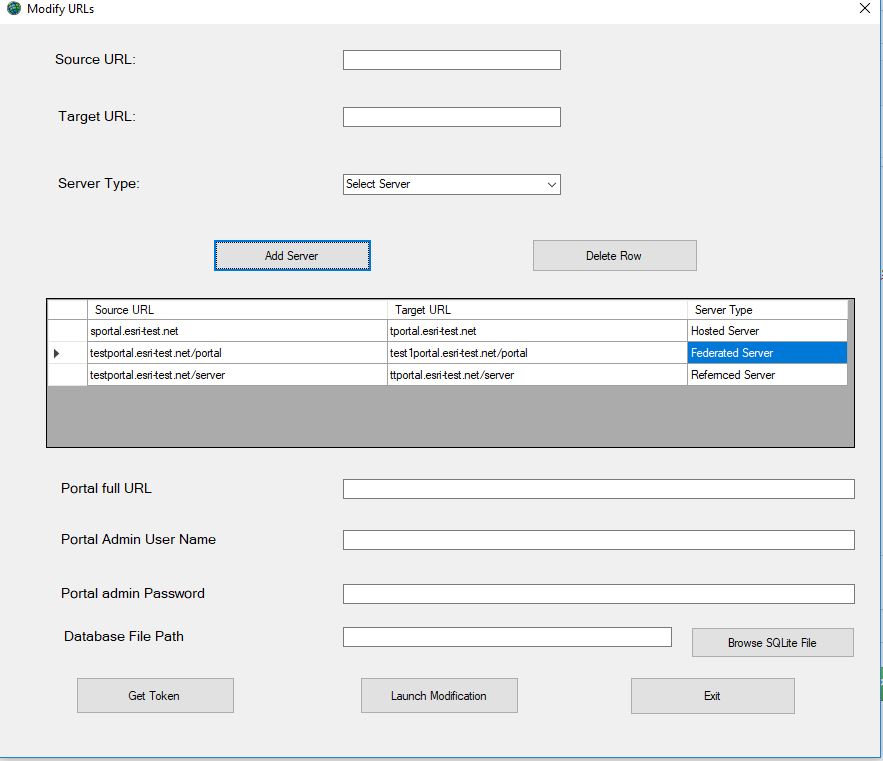 Modify URLs
Source URL:
Target URL:
Server Type:
Select Server
Add Server
Delete Row
Source URL Target URL Server Type
sportal.esri-test.net tportal.esri-test.net Hosted Server
testportal.esri-test.net/portal test1portal.esri-test.net/portal Federated Server
testportal.esri-test.net/server ttportal.esri-test.net/server Refernced Server
Portal full URL
Portal Admin User Name
Portal admin Password
Database File Path
Browse SQLite File
Get Token
Launch Modification
Exit